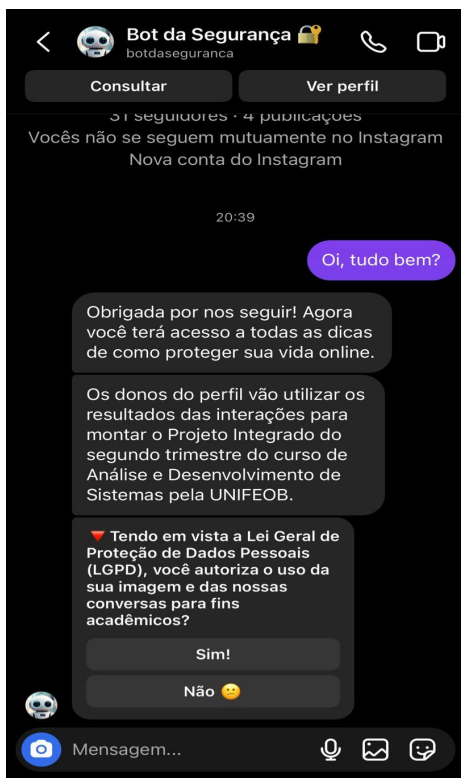 Bot da Segurança 🔐
botdaseguranca
Consultar
Ver perfil
31 seguidores · 4 publicações
Vocês não se seguem mutuamente no Instagram
Nova conta do Instagram
20:39
Oi, tudo bem?
Obrigada por nos seguir! Agora
você terá acesso a todas as dicas
de como proteger sua vida online.
Os donos do perfil vão utilizar os
resultados das interações para
montar o Projeto Integrado do
segundo trimestre do curso de
Análise e Desenvolvimento de
Sistemas pela UNIFEOB.
🔻 Tendo em vista a Lei Geral de
Proteção de Dados Pessoais
(LGPD), você autoriza o uso da
sua imagem e das nossas
conversas para fins
acadêmicos?
Sim!
Não 😕
Mensagem...